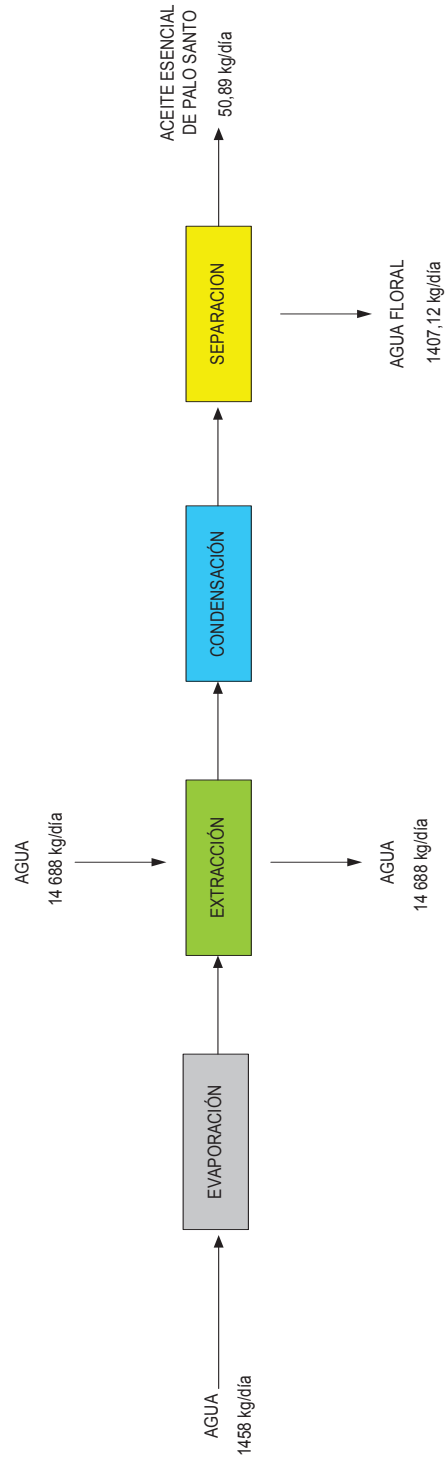 AGUA
1458 kg/día
EVAPORACIÓN
AGUA
14 688 kg/día
EXTRACCIÓN
AGUA
14 688 kg/día
CONDENSACIÓN
SEPARACION
AGUA FLORAL
1407,12 kg/día
ACEITE ESENCIAL
DE PALO SANTO
50,89 kg/día